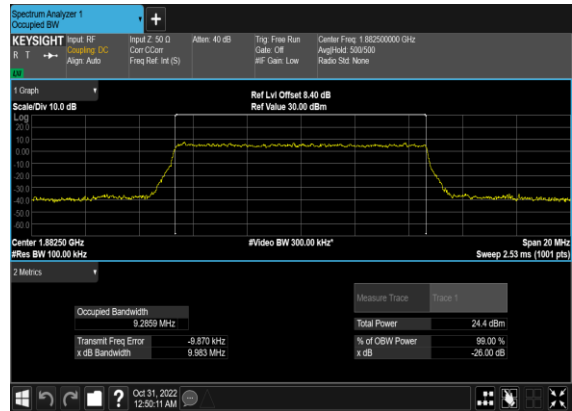 Spectrum Analyzer 1
Occupied BW
KEYSIGHT
R T
LW
Input: RF
Coupling: DC
Align: Auto
Input Z: 50 Ω
Corr CCorr
Freq Ref: Int (S)
Atten: 40 dB
Trig: Free Run
Gate: Off
#IF Gain: Low
Center Freq: 1.882500000 GHz
Avg|Hold: 500/500
Radio Std: None
1 Graph
Scale/Div 10.0 dB
Ref Lvl Offset 8.40 dB
Ref Value 30.00 dBm
Log
20.0
10.0
0.00
-10.0
-20.0
-30.0
-40.0
-50.0
-60.0
Center 1.88250 GHz
#Res BW 100.00 kHz
#Video BW 300.00 kHz*
Span 20 MHz
Sweep 2.53 ms (1001 pts)
2 Metrics
Measure Trace
Trace 1
Occupied Bandwidth
9.2859 MHz
Total Power
24.4 dBm
Transmit Freq Error
-9.870 kHz
% of OBW Power
99.00 %
x dB Bandwidth
9.983 MHz
x dB
-26.00 dB
?
Oct 31, 2022
12:50:11 AM